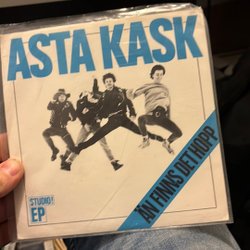 ASTA KASK
ÄN FINNS DET HOPP
STUDIO!
EP